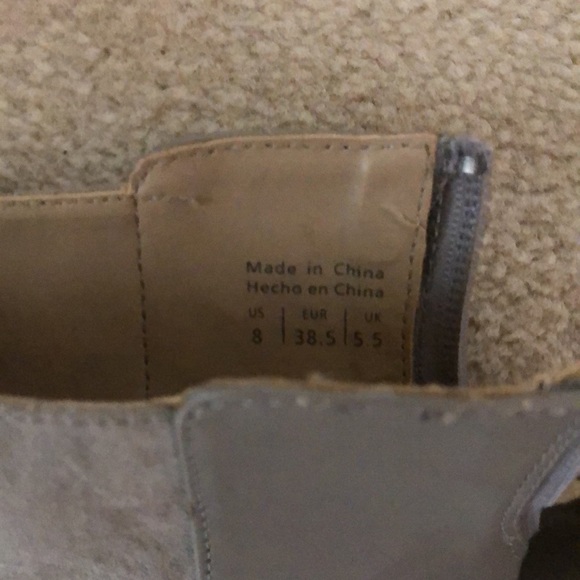 Made in China
Hecho en China
US | EUR | UK
8 | 38.5 | 5 5